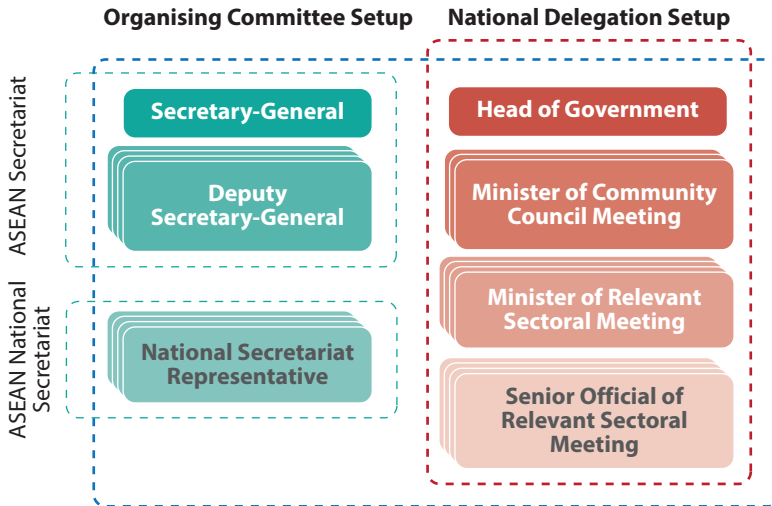 Organising Committee Setup
National Delegation Setup
ASEAN Secretariat
Secretary-General
Deputy
Secretary-General
ASEAN National
Secretariat
National Secretariat
Representative
Head of Government
Minister of Community
Council Meeting
Minister of Relevant
Sectoral Meeting
Senior Official of
Relevant Sectoral
Meeting